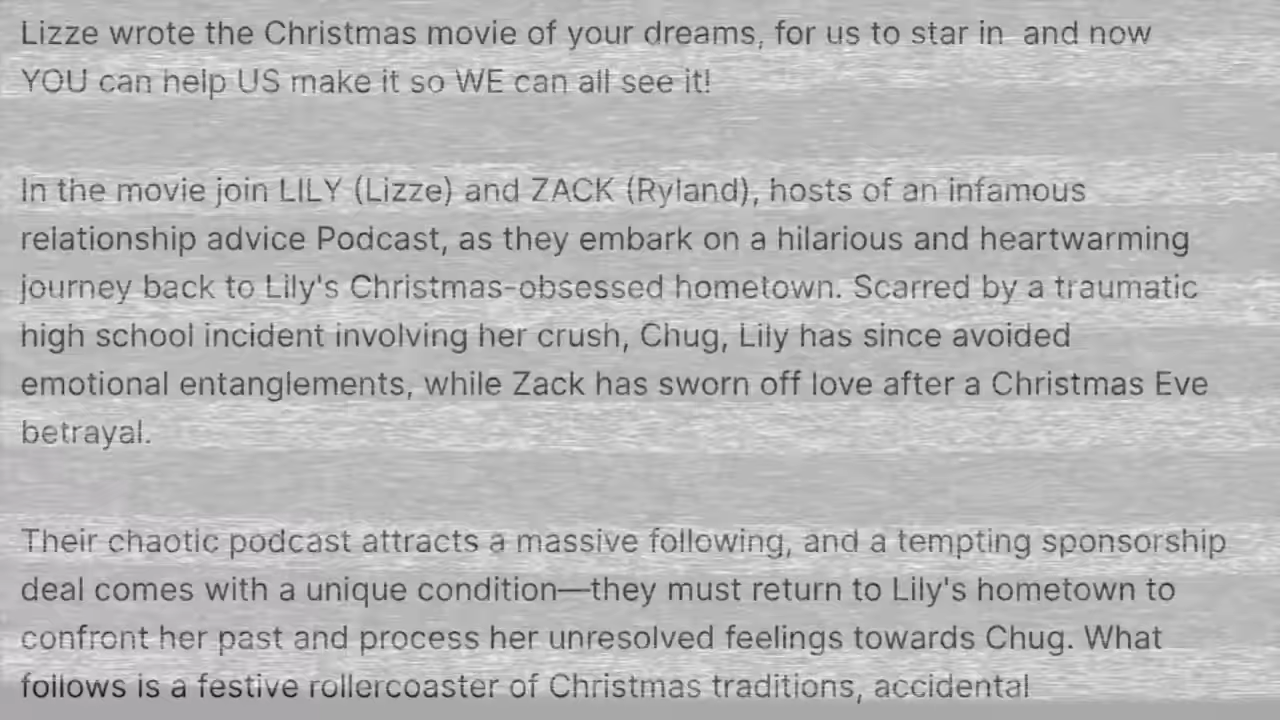 Lizze wrote the Christmas movie of your dreams, for us to star in  and now
YOU can help US make it so WE can all see it!
In the movie join LILY (Lizze) and ZACK (Ryland), hosts of an infamous
relationship advice Podcast, as they embark on a hilarious and heartwarming
journey back to Lily's Christmas-obsessed hometown. Scarred by a traumatic
high school incident involving her crush, Chug, Lily has since avoided
emotional entanglements, while Zack has sworn off love after a Christmas Eve
betrayal.
Their chaotic podcast attracts a massive following, and a tempting sponsorship
deal comes with a unique condition—they must return to Lily's hometown to
confront her past and process her unresolved feelings towards Chug. What
follows is a festive rollercoaster of Christmas traditions, accidental